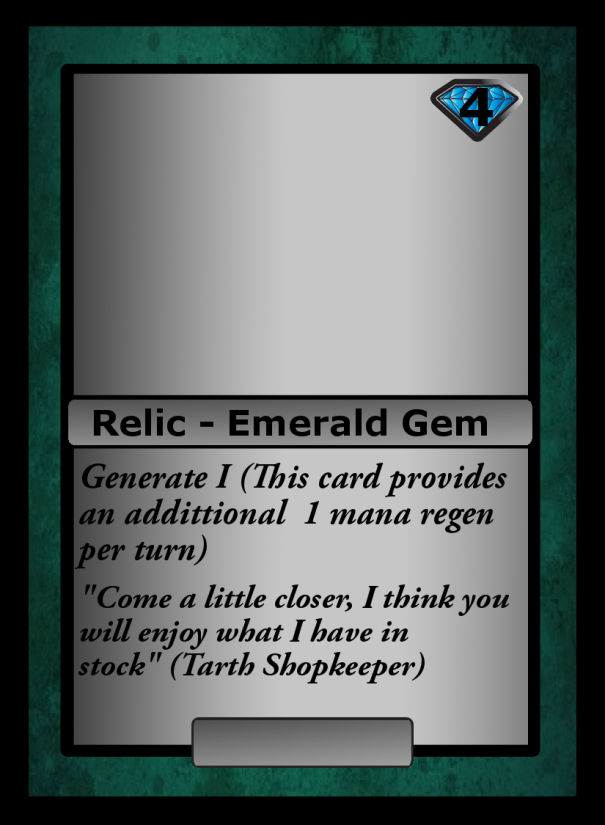 4
Relic - Emerald Gem
Generate I (This card provides
an addittional 1 mana regen
per turn)
"Come a little closer, I think you
will enjoy what I have in
stock" (Tarth Shopkeeper)